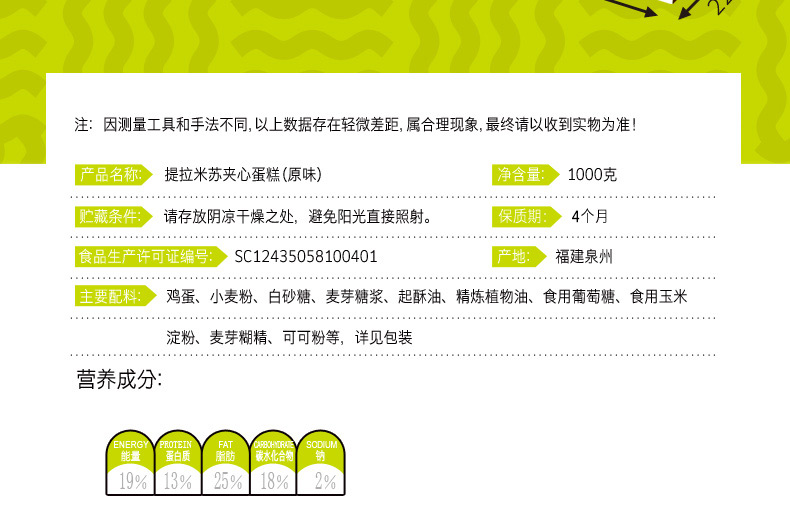 注: 因测量工具和手法不同,以上数据存在轻微差距,属合理现象,最终请以收到实物为准!
产品名称: 提拉米苏夹心蛋糕(原味) 净含量: 1000克
贮藏条件: 请存放阴凉干燥之处，避免阳光直接照射。 保质期: 4个月
食品生产许可证编号: SC12435058100401 产地: 福建泉州
主要配料: 鸡蛋、小麦粉、白砂糖、麦芽糖浆、起酥油、精炼植物油、食用葡萄糖、食用玉米
淀粉、麦芽糊精、可可粉等，详见包装
营养成分:
ENERGY PROTEIN FAT CARBOHYDRATE SODIUM
能量 蛋白质 脂肪 碳水化合物 钠
19% 13% 25% 18% 2%